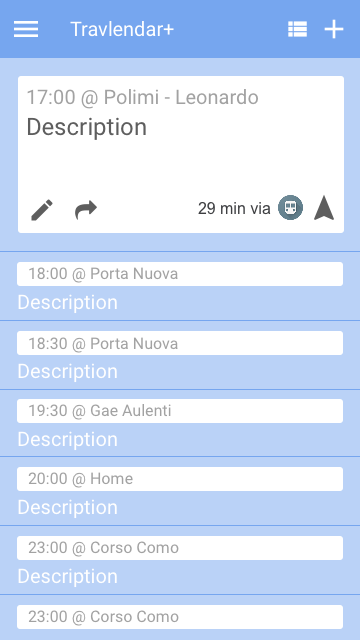 Travlendar+
17:00 @ Polimi - Leonardo
Description
29 min via
18:00 @ Porta Nuova
Description
18:30 @ Porta Nuova
Description
19:30 @ Gae Aulenti
Description
20:00 @ Home
Description
23:00 @ Corso Como
Description
23:00 @ Corso Como